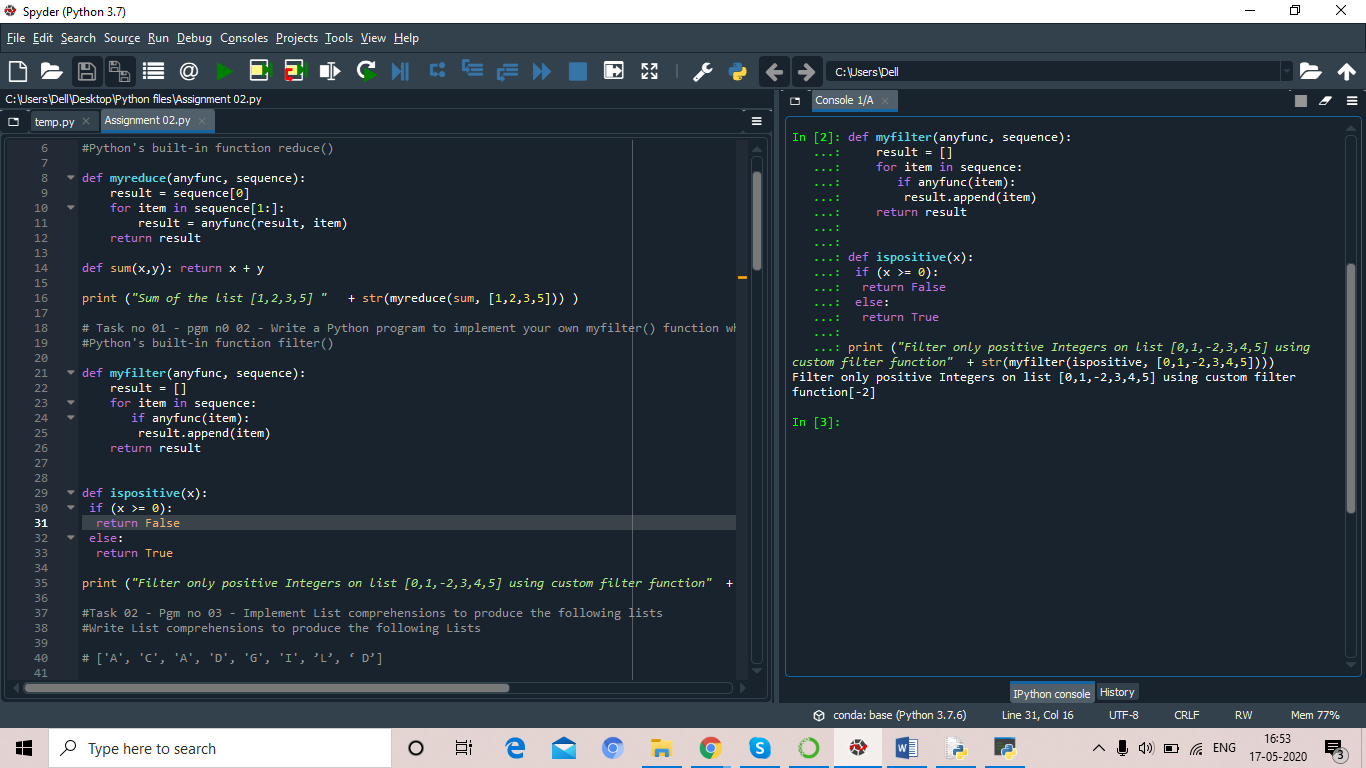 Spyder (Python 3.7)
File Edit Search Source Run Debug Consoles Projects Tools View Help
C:\Users\Dell
C:\Users\Dell\Desktop\Python files\Assignment 02.py
temp.py
Assignment 02.py
6 #Python's built-in function reduce()
7
8 def myreduce(anyfunc, sequence):
9 result = sequence[0]
10 for item in sequence[1:]:
11 result = anyfunc(result, item)
12 return result
13
14 def sum(x,y): return x + y
15
16 print ("Sum of the list [1,2,3,5] " + str(myreduce(sum, [1,2,3,5])) )
17
18 # Task no 01 - pgm n0 02 - Write a Python program to implement your own myfilter() function wh
19 #Python's built-in function filter()
20
21 def myfilter(anyfunc, sequence):
22 result = []
23 for item in sequence:
24 if anyfunc(item):
25 result.append(item)
26 return result
27
28
29 def ispositive(x):
30 if (x >= 0):
31 return False
32 else:
33 return True
34
35 print ("Filter only positive Integers on list [0,1,-2,3,4,5] using custom filter function" +
36
37 #Task 02 - Pgm no 03 - Implement List comprehensions to produce the following lists
38 #Write List comprehensions to produce the following Lists
39
40 # ['A', 'C', 'A', 'D', 'G', 'I', ’L’, ‘ D’]
41
Console 1/A
In [2]: def myfilter(anyfunc, sequence):
...: result = []
...: for item in sequence:
...: if anyfunc(item):
...: result.append(item)
...: return result
...:
...:
...: def ispositive(x):
...: if (x >= 0):
...: return False
...: else:
...: return True
...:
...: print ("Filter only positive Integers on list [0,1,-2,3,4,5] using
custom filter function" + str(myfilter(ispositive, [0,1,-2,3,4,5])))
Filter only positive Integers on list [0,1,-2,3,4,5] using custom filter
function[-2]
In [3]:
IPython console History
conda: base (Python 3.7.6) Line 31, Col 16 UTF-8 CRLF RW Mem 77%
Type here to search
ENG
16:53
17-05-2020
3